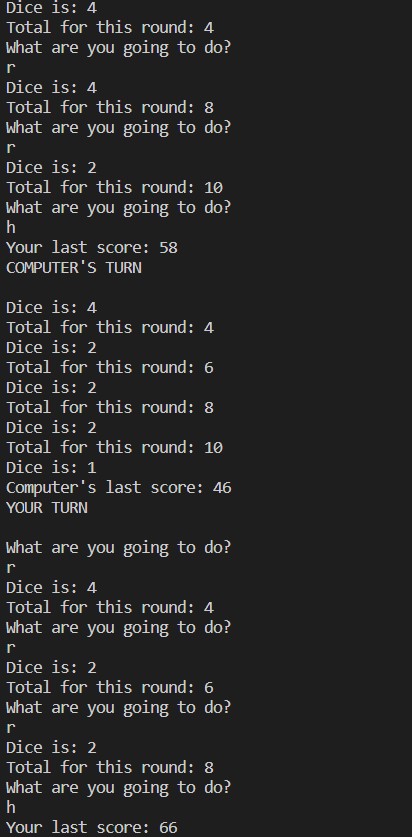 Dice is: 4
Total for this round: 4
What are you going to do?
r
Dice is: 4
Total for this round: 8
What are you going to do?
r
Dice is: 2
Total for this round: 10
What are you going to do?
h
Your last score: 58
COMPUTER'S TURN
Dice is: 4
Total for this round: 4
Dice is: 2
Total for this round: 6
Dice is: 2
Total for this round: 8
Dice is: 2
Total for this round: 10
Dice is: 1
Computer's last score: 46
YOUR TURN
What are you going to do?
r
Dice is: 4
Total for this round: 4
What are you going to do?
r
Dice is: 2
Total for this round: 6
What are you going to do?
r
Dice is: 2
Total for this round: 8
What are you going to do?
h
Your last score: 66